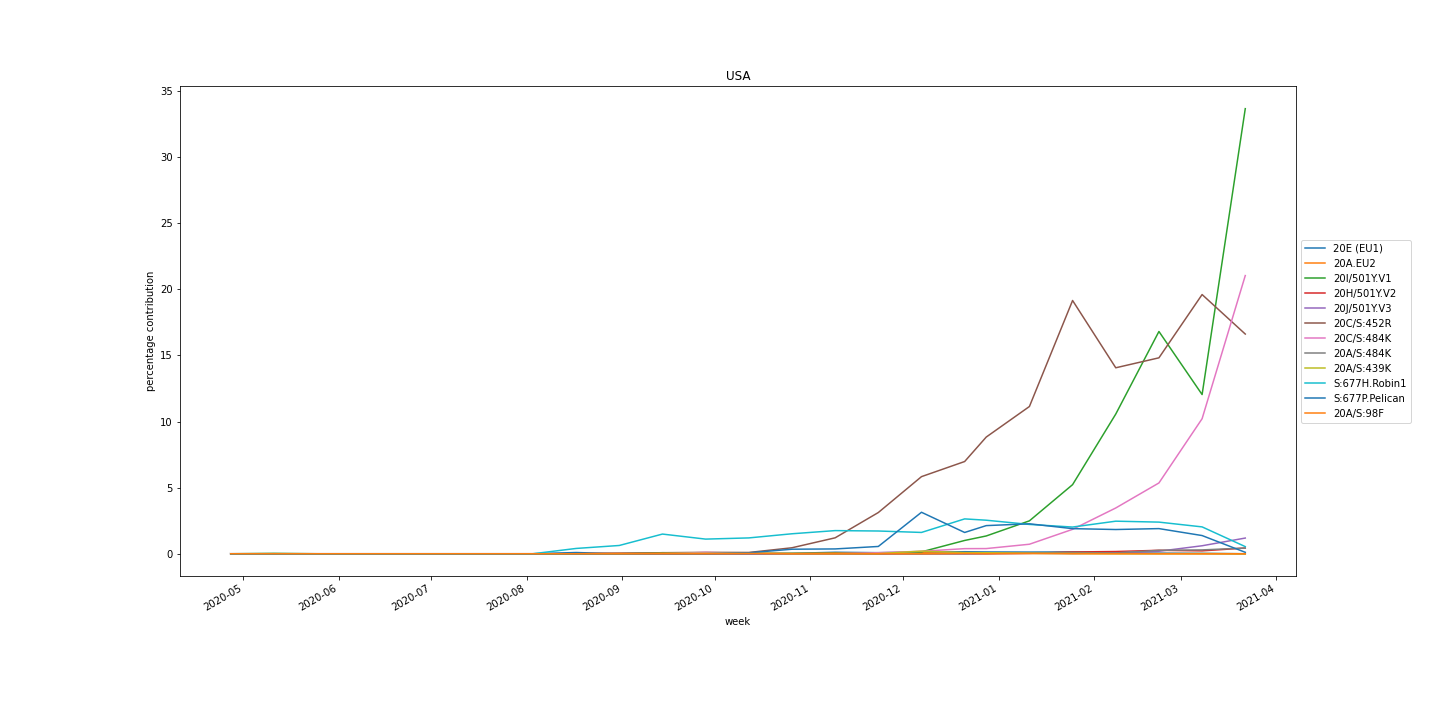 USA
35
30
25
20
15
10
5
0
percentage contribution
2020-05
2020-06
2020-07
2020-08
2020-09
2020-10
2020-11
2020-12
2021-01
2021-02
2021-03
2021-04
week
20E (EU1)
20A.EU2
20I/501Y.V1
20H/501Y.V2
20J/501Y.V3
20C/S:452R
20C/S:484K
20A/S:484K
20A/S:439K
S:677H.Robin1
S:677P.Pelican
20A/S:98F